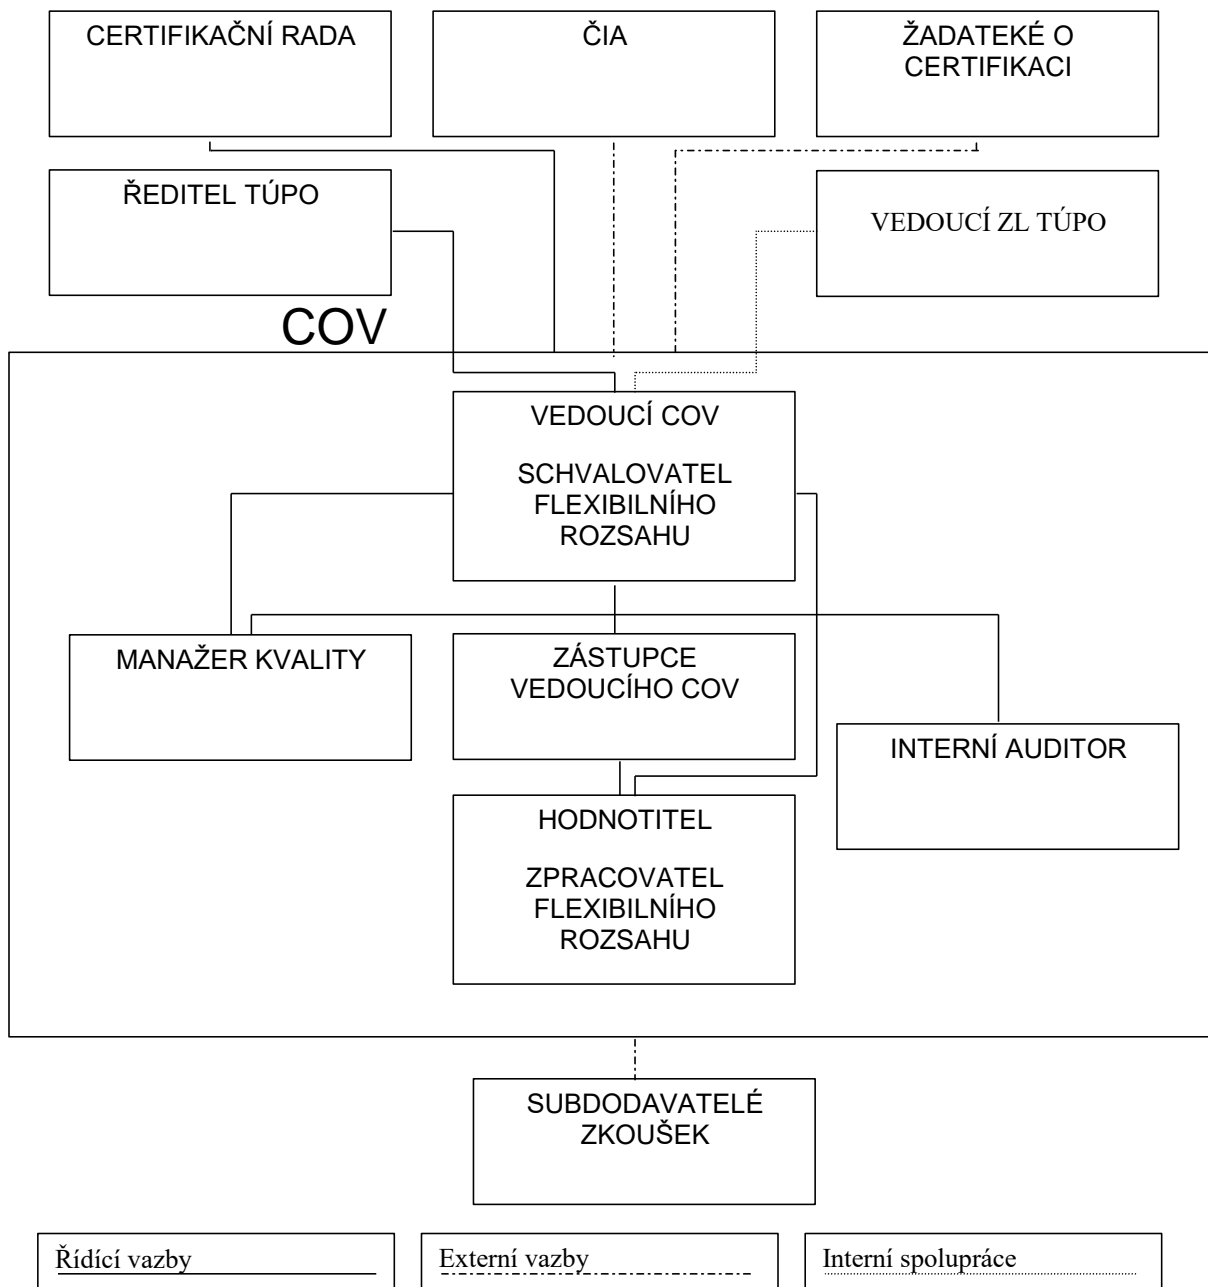 CERTIFIKAČNÍ RADA
ČIA
ŽADATEKÉ O
CERTIFIKACI
ŘEDITEL TÚPO
VEDOUCÍ ZL TÚPO
COV
VEDOUCÍ COV
SCHVALOVATEL
FLEXIBILNÍHO
ROZSAHU
MANAŽER KVALITY
ZÁSTUPCE
VEDOUCÍHO COV
INTERNÍ AUDITOR
HODNOTITEL
ZPRACOVATEL
FLEXIBILNÍHO
ROZSAHU
SUBDODAVATELÉ
ZKOUŠEK
Řídící vazby
Externí vazby
Interní spolupráce